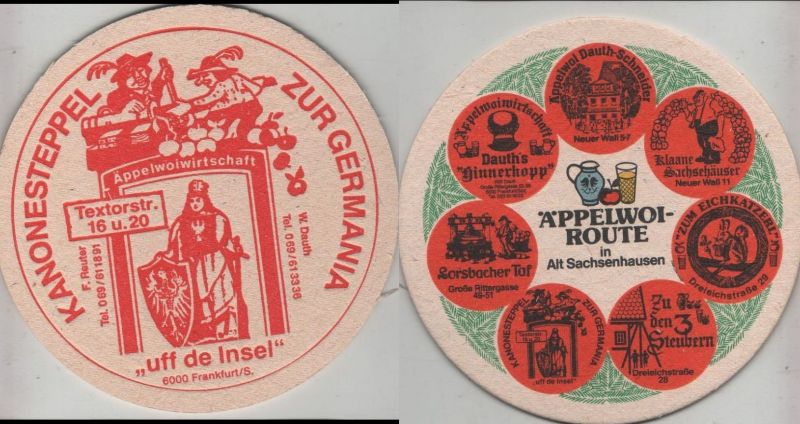 KANONESTEPPEL
ZUR GERMANIA
Äppelwoiwirtschaft
Textorstr.
16 u. 20
F. Reuter
Tel. 069/611891
W. Dauth
Tel. 069/613336
„uff de Insel“
6000 Frankfurt/S.
Äppelwoi Dauth-Schneider
Neuer Wall 5-7
Äppelwoiwirtschaft
Dauth's
"Hinnerkopp"
Klaane
Sachsehäuser
Neuer Wall 11
ÄPPELWOI-
ROUTE
in
Alt Sachsenhausen
"ZUM EICHKATZERL"
Dreieichstraße 29
Lorsbacher Tal
Große Rittergasse
49-51
KANONESTEPPEL
ZUR GERMANIA
Textorstr.
16 u. 20
„uff de Insel“
Zu
den 3
Steubern
Dreieichstraße
28